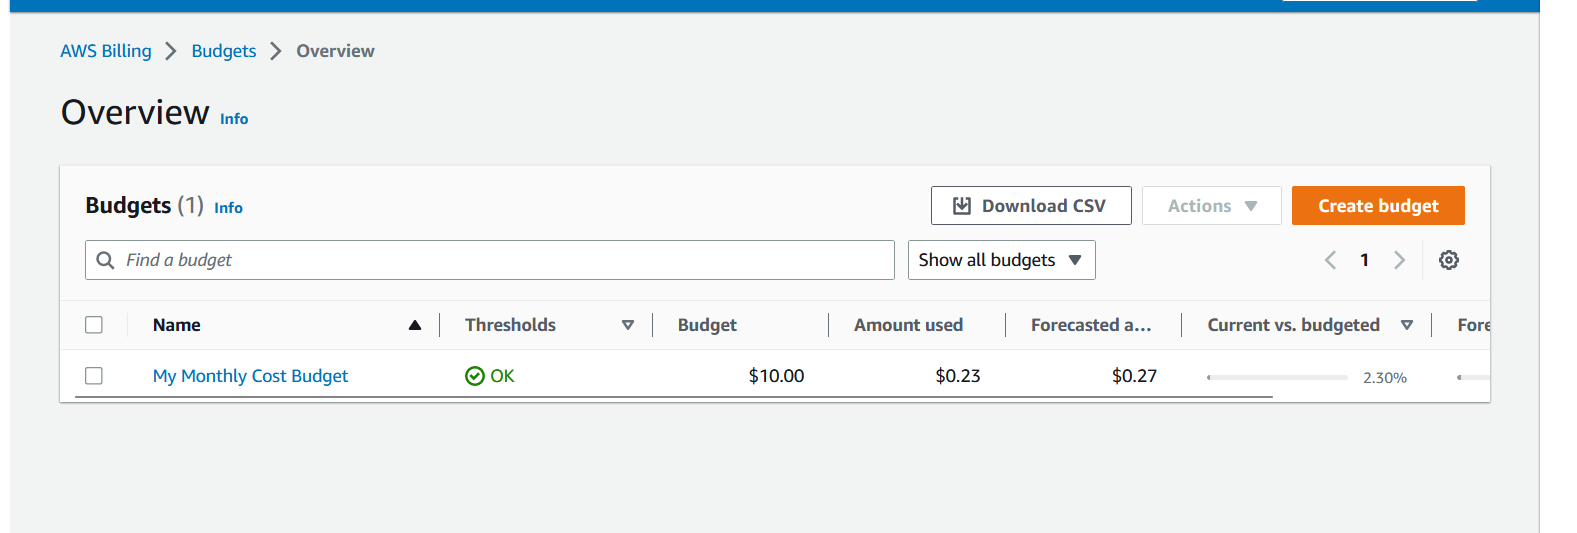 AWS Billing > Budgets > Overview
Overview Info
Budgets (1) Info
Download CSV
Actions
Create budget
Find a budget
Show all budgets
1
Name Thresholds Budget Amount used Forecasted a... Current vs. budgeted Fore
My Monthly Cost Budget OK $10.00 $0.23 $0.27 2.30%